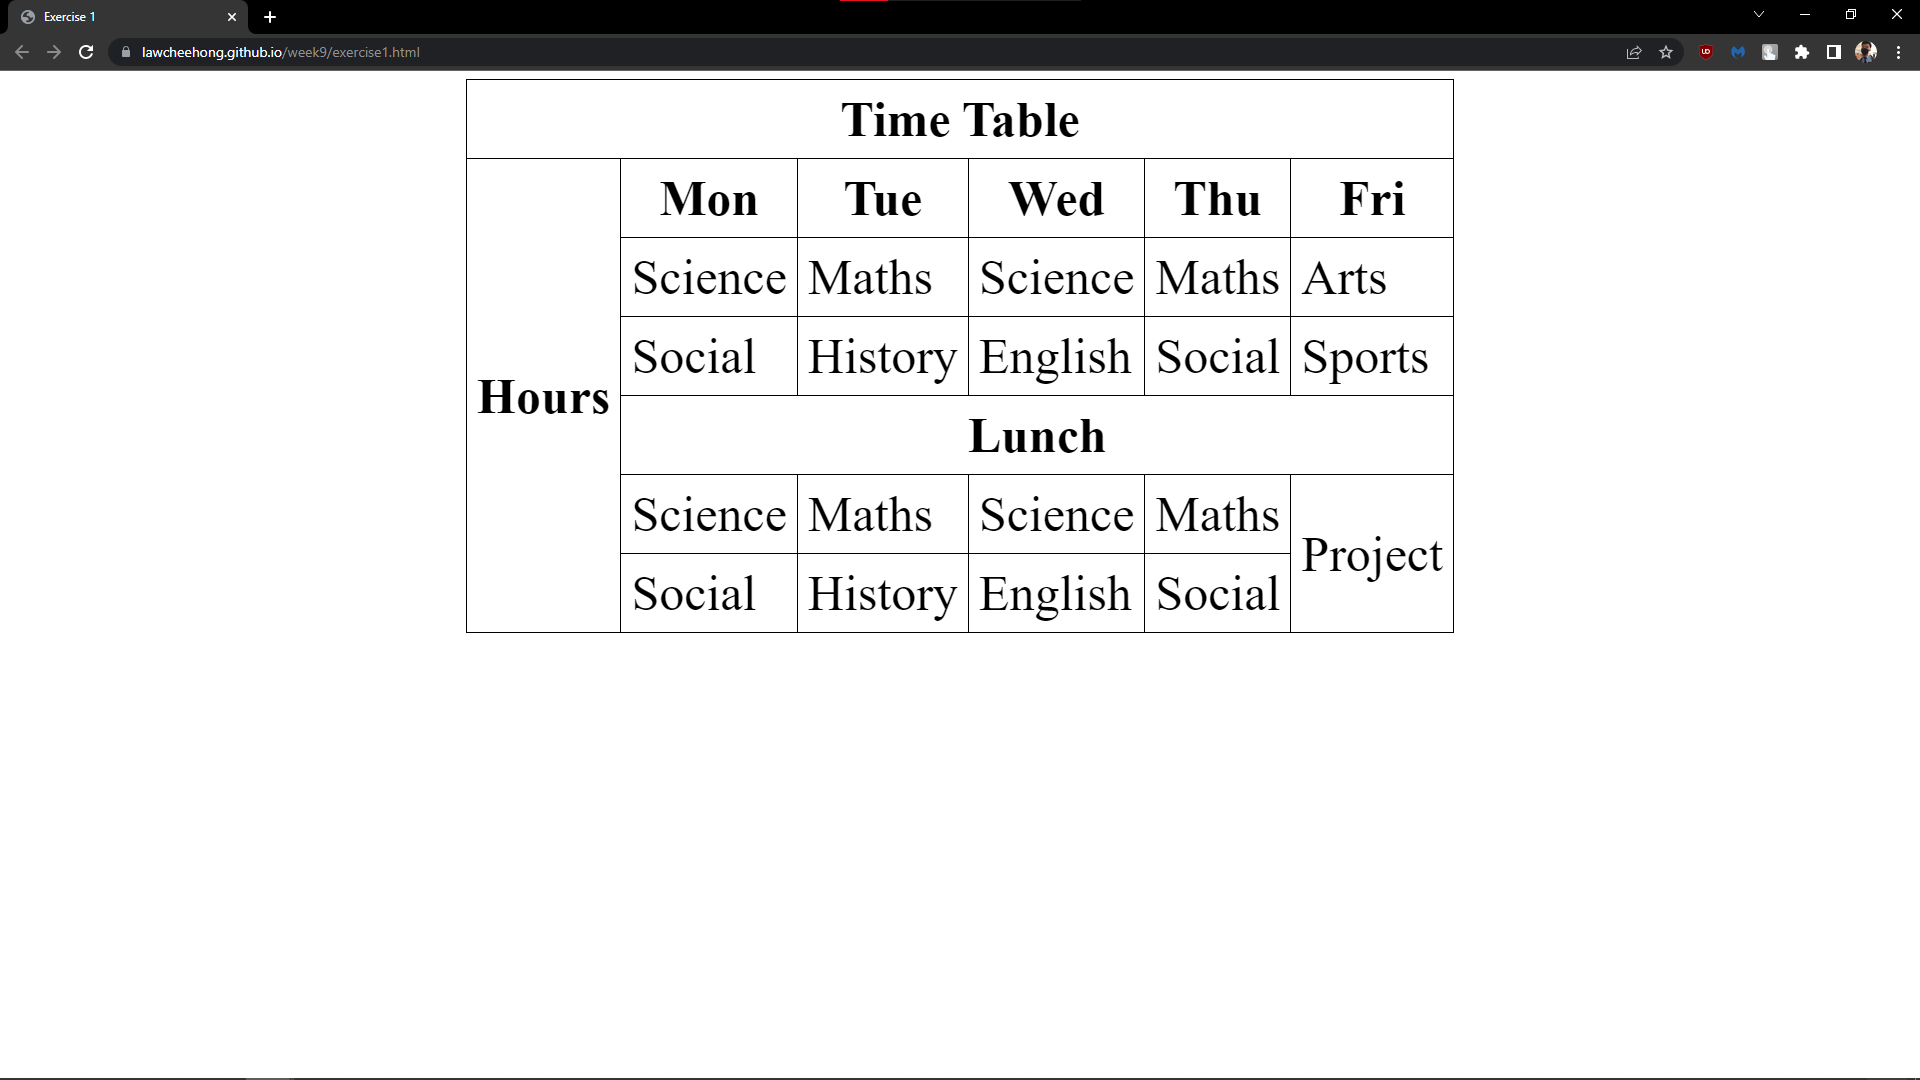 Exercise 1
lawcheehong.github.io/week9/exercise1.html
Time Table
Mon Tue Wed Thu Fri
Science Maths Science Maths Arts
Social History English Social Sports
Hours
Lunch
Science Maths Science Maths
Project
Social History English Social